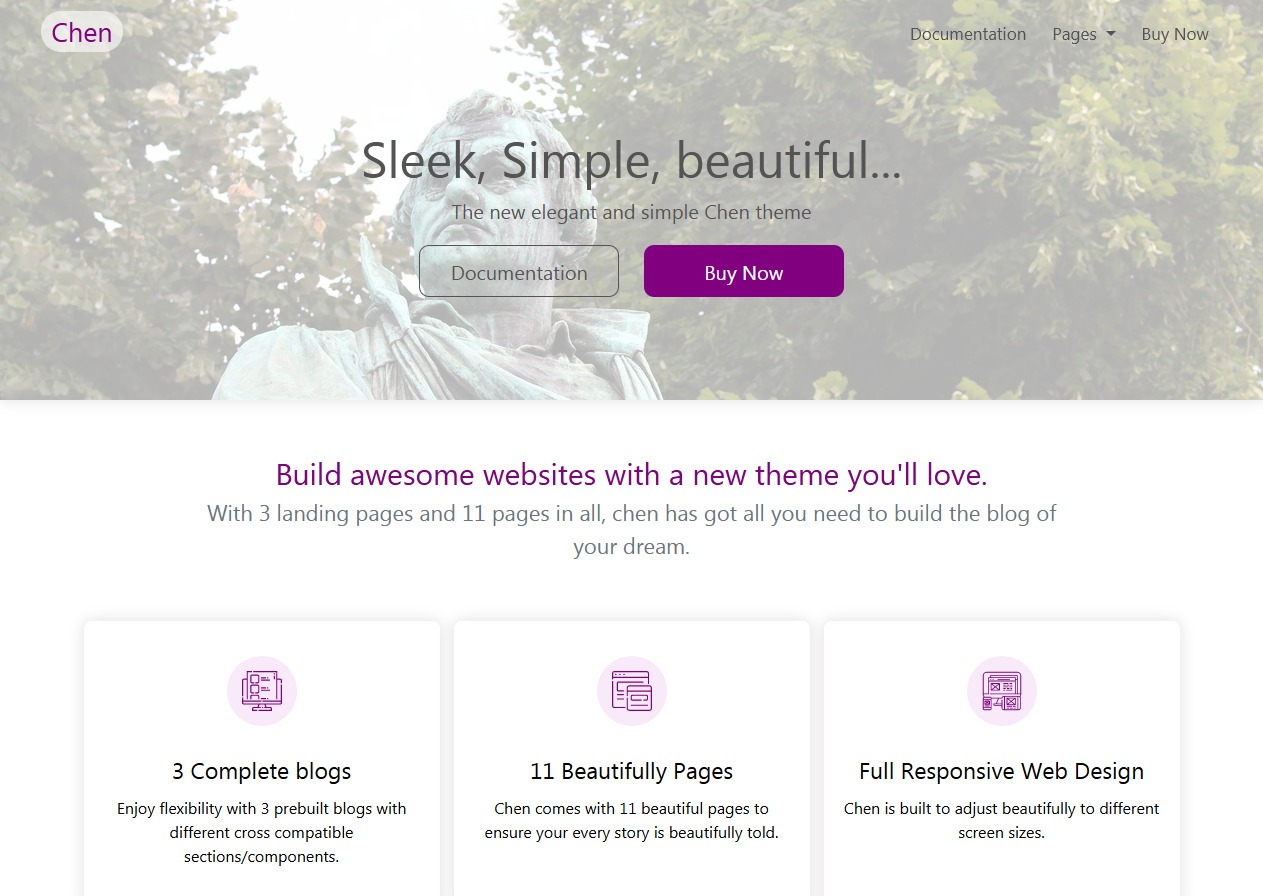 Chen
Documentation Pages Buy Now
Sleek, Simple, beautiful...
The new elegant and simple Chen theme
Documentation Buy Now
Build awesome websites with a new theme you'll love.
With 3 landing pages and 11 pages in all, chen has got all you need to build the blog of
your dream.
3 Complete blogs
Enjoy flexibility with 3 prebuilt blogs with
different cross compatible
sections/components.
11 Beautifully Pages
Chen comes with 11 beautiful pages to
ensure your every story is beautifully told.
Full Responsive Web Design
Chen is built to adjust beautifully to different
screen sizes.